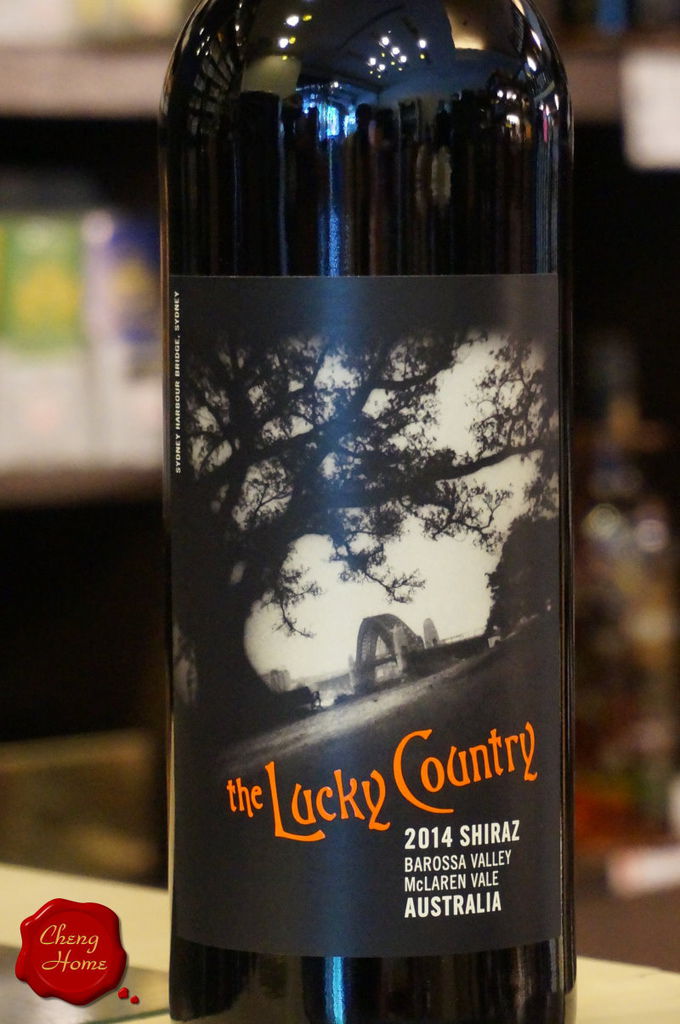 SYDNEY HARBOUR BRIDGE, SYDNEY
the Lucky Country
2014 SHIRAZ
BAROSSA VALLEY
McLAREN VALE
AUSTRALIA
Cheng
Home